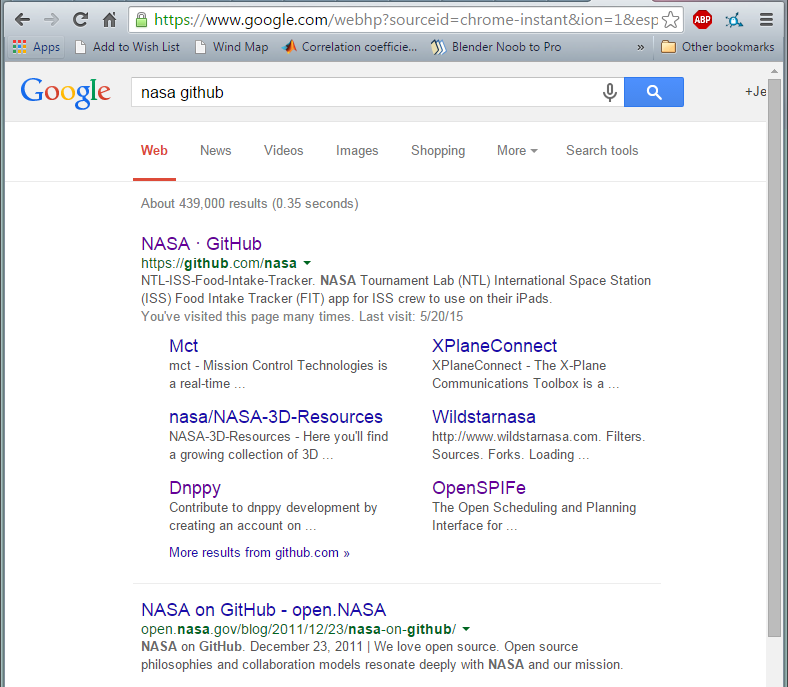 https://www.google.com/webhp?sourceid=chrome-instant&ion=1&esp
ABP
Apps Add to Wish List Wind Map Correlation coefficie... Blender Noob to Pro » Other bookmarks
Google nasa github +Je
Web News Videos Images Shopping More Search tools
About 439,000 results (0.35 seconds)
NASA · GitHub
https://github.com/nasa
NTL-ISS-Food-Intake-Tracker. NASA Tournament Lab (NTL) International Space Station
(ISS) Food Intake Tracker (FIT) app for ISS crew to use on their iPads.
You've visited this page many times. Last visit: 5/20/15
Mct
mct - Mission Control Technologies is
a real-time ...
XPlaneConnect
XPlaneConnect - The X-Plane
Communications Toolbox is a ...
nasa/NASA-3D-Resources
NASA-3D-Resources - Here you'll find
a growing collection of 3D ...
Wildstarnasa
http://www.wildstarnasa.com. Filters.
Sources. Forks. Loading ...
Dnppy
Contribute to dnppy development by
creating an account on ...
OpenSPIFe
The Open Scheduling and Planning
Interface for ...
More results from github.com »
NASA on GitHub - open.NASA
open.nasa.gov/blog/2011/12/23/nasa-on-github/
NASA on GitHub. December 23, 2011 | We love open source. Open source
philosophies and collaboration models resonate deeply with NASA and our mission.